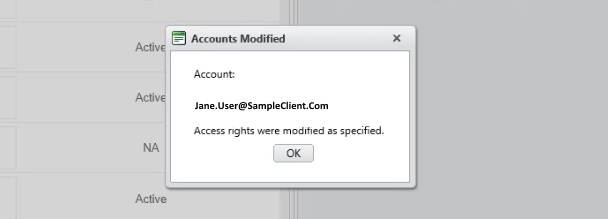 Accounts Modified
Active
Account:
Active
Jane.User@SampleClient.Com
Access rights were modified as specified.
NA
OK
Active